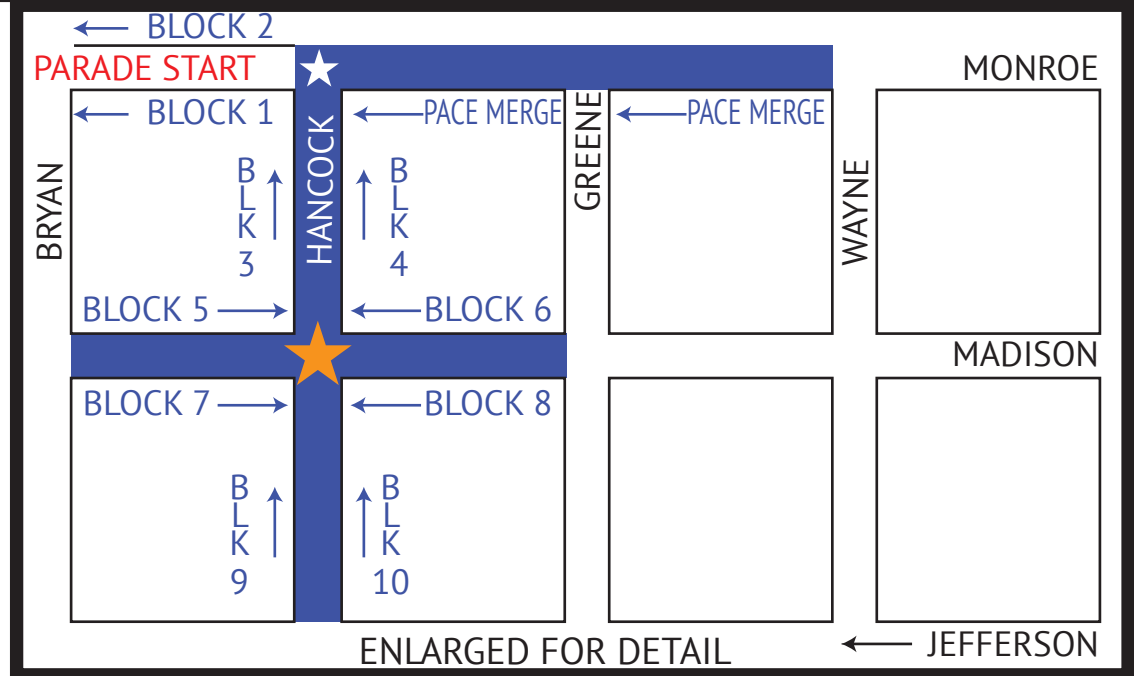 BLOCK 2
PARADE START
MONROE
BLOCK 1
PACE MERGE
PACE MERGE
BRYAN
BLK 3
HANCOCK
BLK 4
GREENE
WAYNE
BLOCK 5
BLOCK 6
MADISON
BLOCK 7
BLOCK 8
BLK 9
BLK 10
ENLARGED FOR DETAIL
JEFFERSON